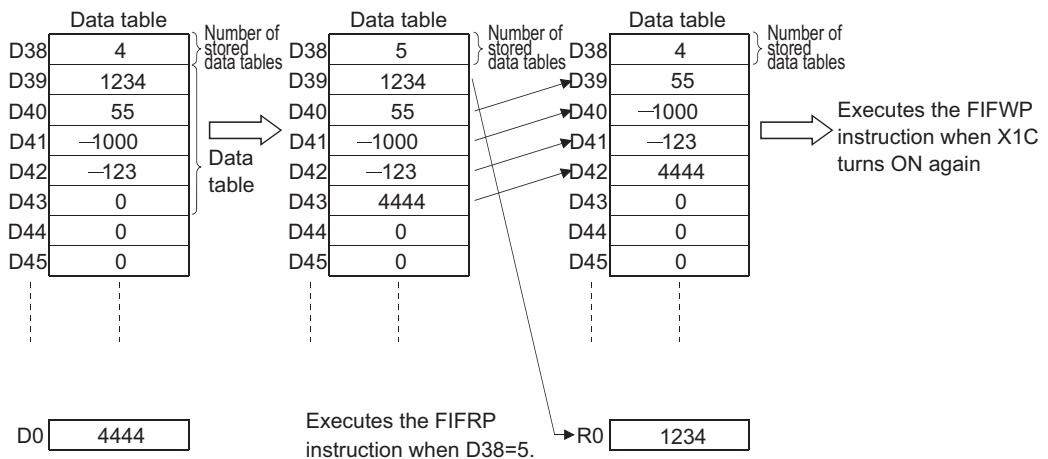 Data table
Data table
Data table
D38 4 Number of stored data tables
D39 1234
D40 55
D41 —1000
D42 —123
D43 0
D44 0
D45 0
Data
table
D38 5 Number of stored data tables
D39 1234
D40 55
D41 —1000
D42 —123
D43 4444
D44 0
D45 0
D38 4 Number of stored data tables
D39 55
D40 —1000
D41 —123
D42 4444
D43 0
D44 0
D45 0
Executes the FIFWP
instruction when X1C
turns ON again
D0 4444
Executes the FIFRP
instruction when D38=5.
R0 1234